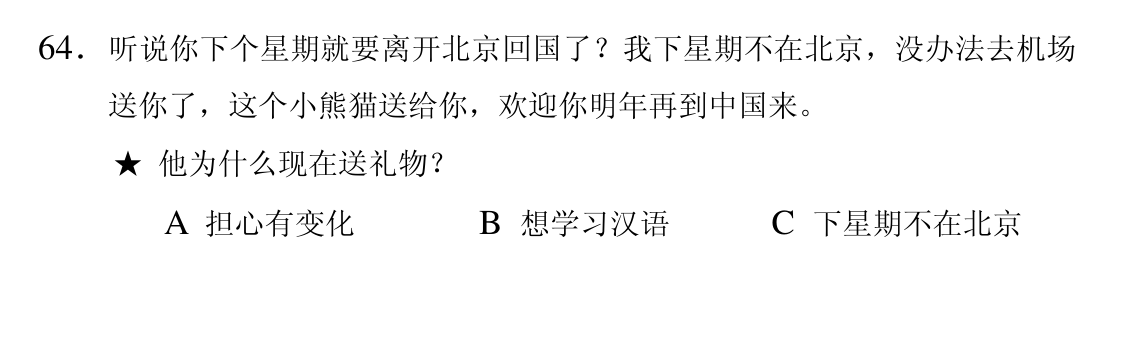 64． 听说你下个星期就要离开北京回国了？我下星期不在北京，没办法去机场
送你了，这个小熊猫送给你，欢迎你明年再到中国来。
★ 他为什么现在送礼物？
A 担心有变化 B 想学习汉语 C 下星期不在北京